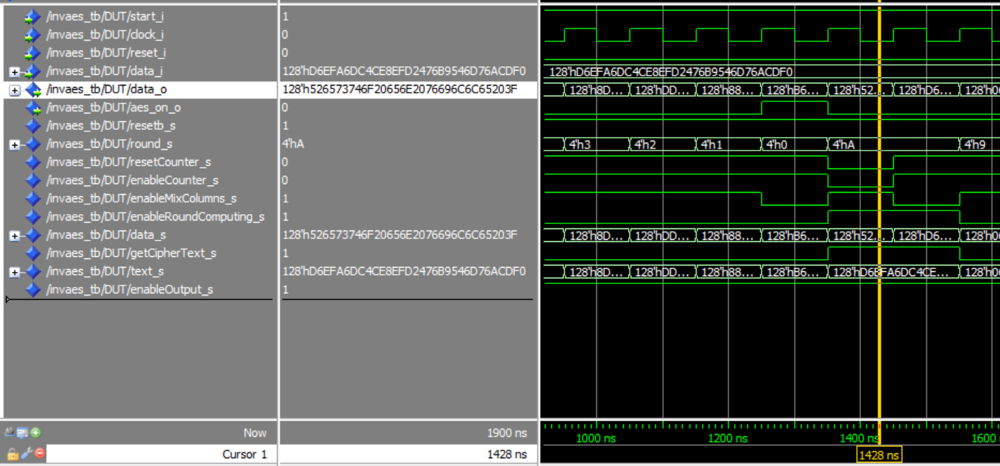 /invaes_tb/DUT/start_i 1
/invaes_tb/DUT/clock_i 0
/invaes_tb/DUT/reset_i 0
/invaes_tb/DUT/data_i 128'hD6EFA6DC4CE8EFD2476B9546D76ACDF0 128'hD6EFA6DC4CE8EFD2476B9546D76ACDF0
/invaes_tb/DUT/data_o 128'h526573746F20656E2076696C6C65203F 128'h8D... 128'hDD... 128'h88... 128'hB6... 128'h52... 128'hD6... 128'h0
/invaes_tb/DUT/aes_on_o 0
/invaes_tb/DUT/resetb_s 1
/invaes_tb/DUT/round_s 4'hA 4'h3 4'h2 4'h1 4'h0 4'hA 4'h9
/invaes_tb/DUT/resetCounter_s 0
/invaes_tb/DUT/enableCounter_s 0
/invaes_tb/DUT/enableMixColumns_s 1
/invaes_tb/DUT/enableRoundComputing_s 1
/invaes_tb/DUT/data_s 128'h526573746F20656E2076696C6C65203F 128'h8D... 128'hDD... 128'h88... 128'hB6... 128'h52... 128'hD6... 128'h0
/invaes_tb/DUT/getCipherText_s 1
/invaes_tb/DUT/text_s 128'hD6EFA6DC4CE8EFD2476B9546D76ACDF0 128'h8D... 128'hDD... 128'h88... 128'hB6... 128'hD6EFA6DC4CE... 128'h0
/invaes_tb/DUT/enableOutput_s 1
Now 1900 ns 1000 ns 1200 ns 1400 ns 1600
Cursor 1 1428 ns 1428 ns